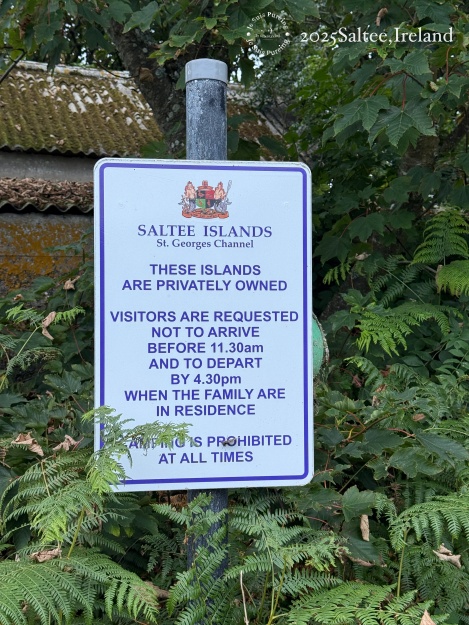 2025Saltee,Ireland
SALTEE ISLANDS
St. Georges Channel
THESE ISLANDS
ARE PRIVATELY OWNED
VISITORS ARE REQUESTED
NOT TO ARRIVE
BEFORE 11.30am
AND TO DEPART
BY 4.30pm
WHEN THE FAMILY ARE
IN RESIDENCE
CAMPING IS PROHIBITED
AT ALL TIMES